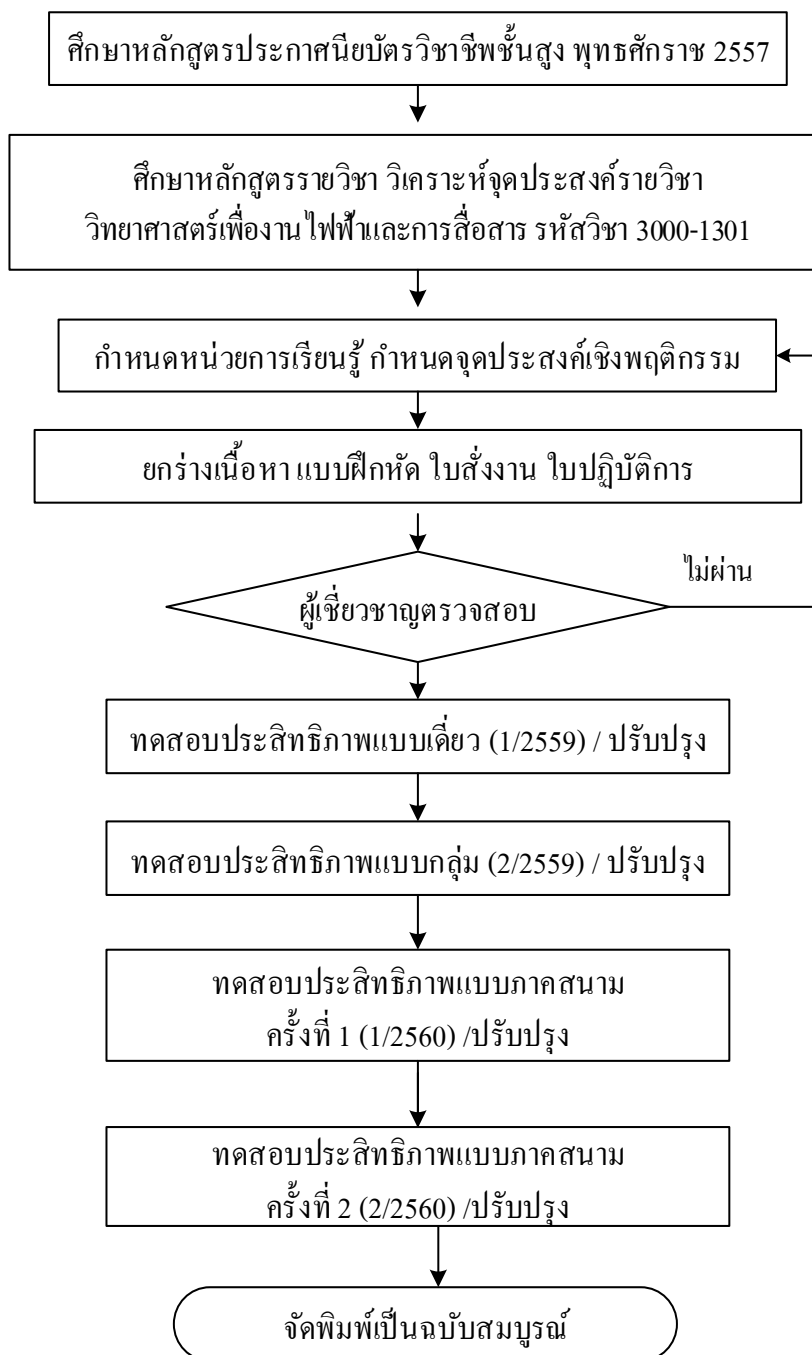 ศึกษาหลักสูตรประกาศนียบัตรวิชาชีพชั้นสูง พุทธศักราช 2557
ศึกษาหลักสูตรรายวิชา วิเคราะห์จุดประสงค์รายวิชา
วิทยาศาสตร์เพื่องานไฟฟ้าและการสื่อสาร รหัสวิชา 3000-1301
กำหนดหน่วยการเรียนรู้ กำหนดจุดประสงค์เชิงพฤติกรรม
ยกร่างเนื้อหา แบบฝึกหัด ใบสั่งงาน ใบปฏิบัติการ
ไม่ผ่าน
ผู้เชี่ยวชาญตรวจสอบ
ทดสอบประสิทธิภาพแบบเดี่ยว (1/2559) / ปรับปรุง
ทดสอบประสิทธิภาพแบบกลุ่ม (2/2559) / ปรับปรุง
ทดสอบประสิทธิภาพแบบภาคสนาม
ครั้งที่ 1 (1/2560) /ปรับปรุง
ทดสอบประสิทธิภาพแบบภาคสนาม
ครั้งที่ 2 (2/2560) /ปรับปรุง
จัดพิมพ์เป็นฉบับสมบูรณ์